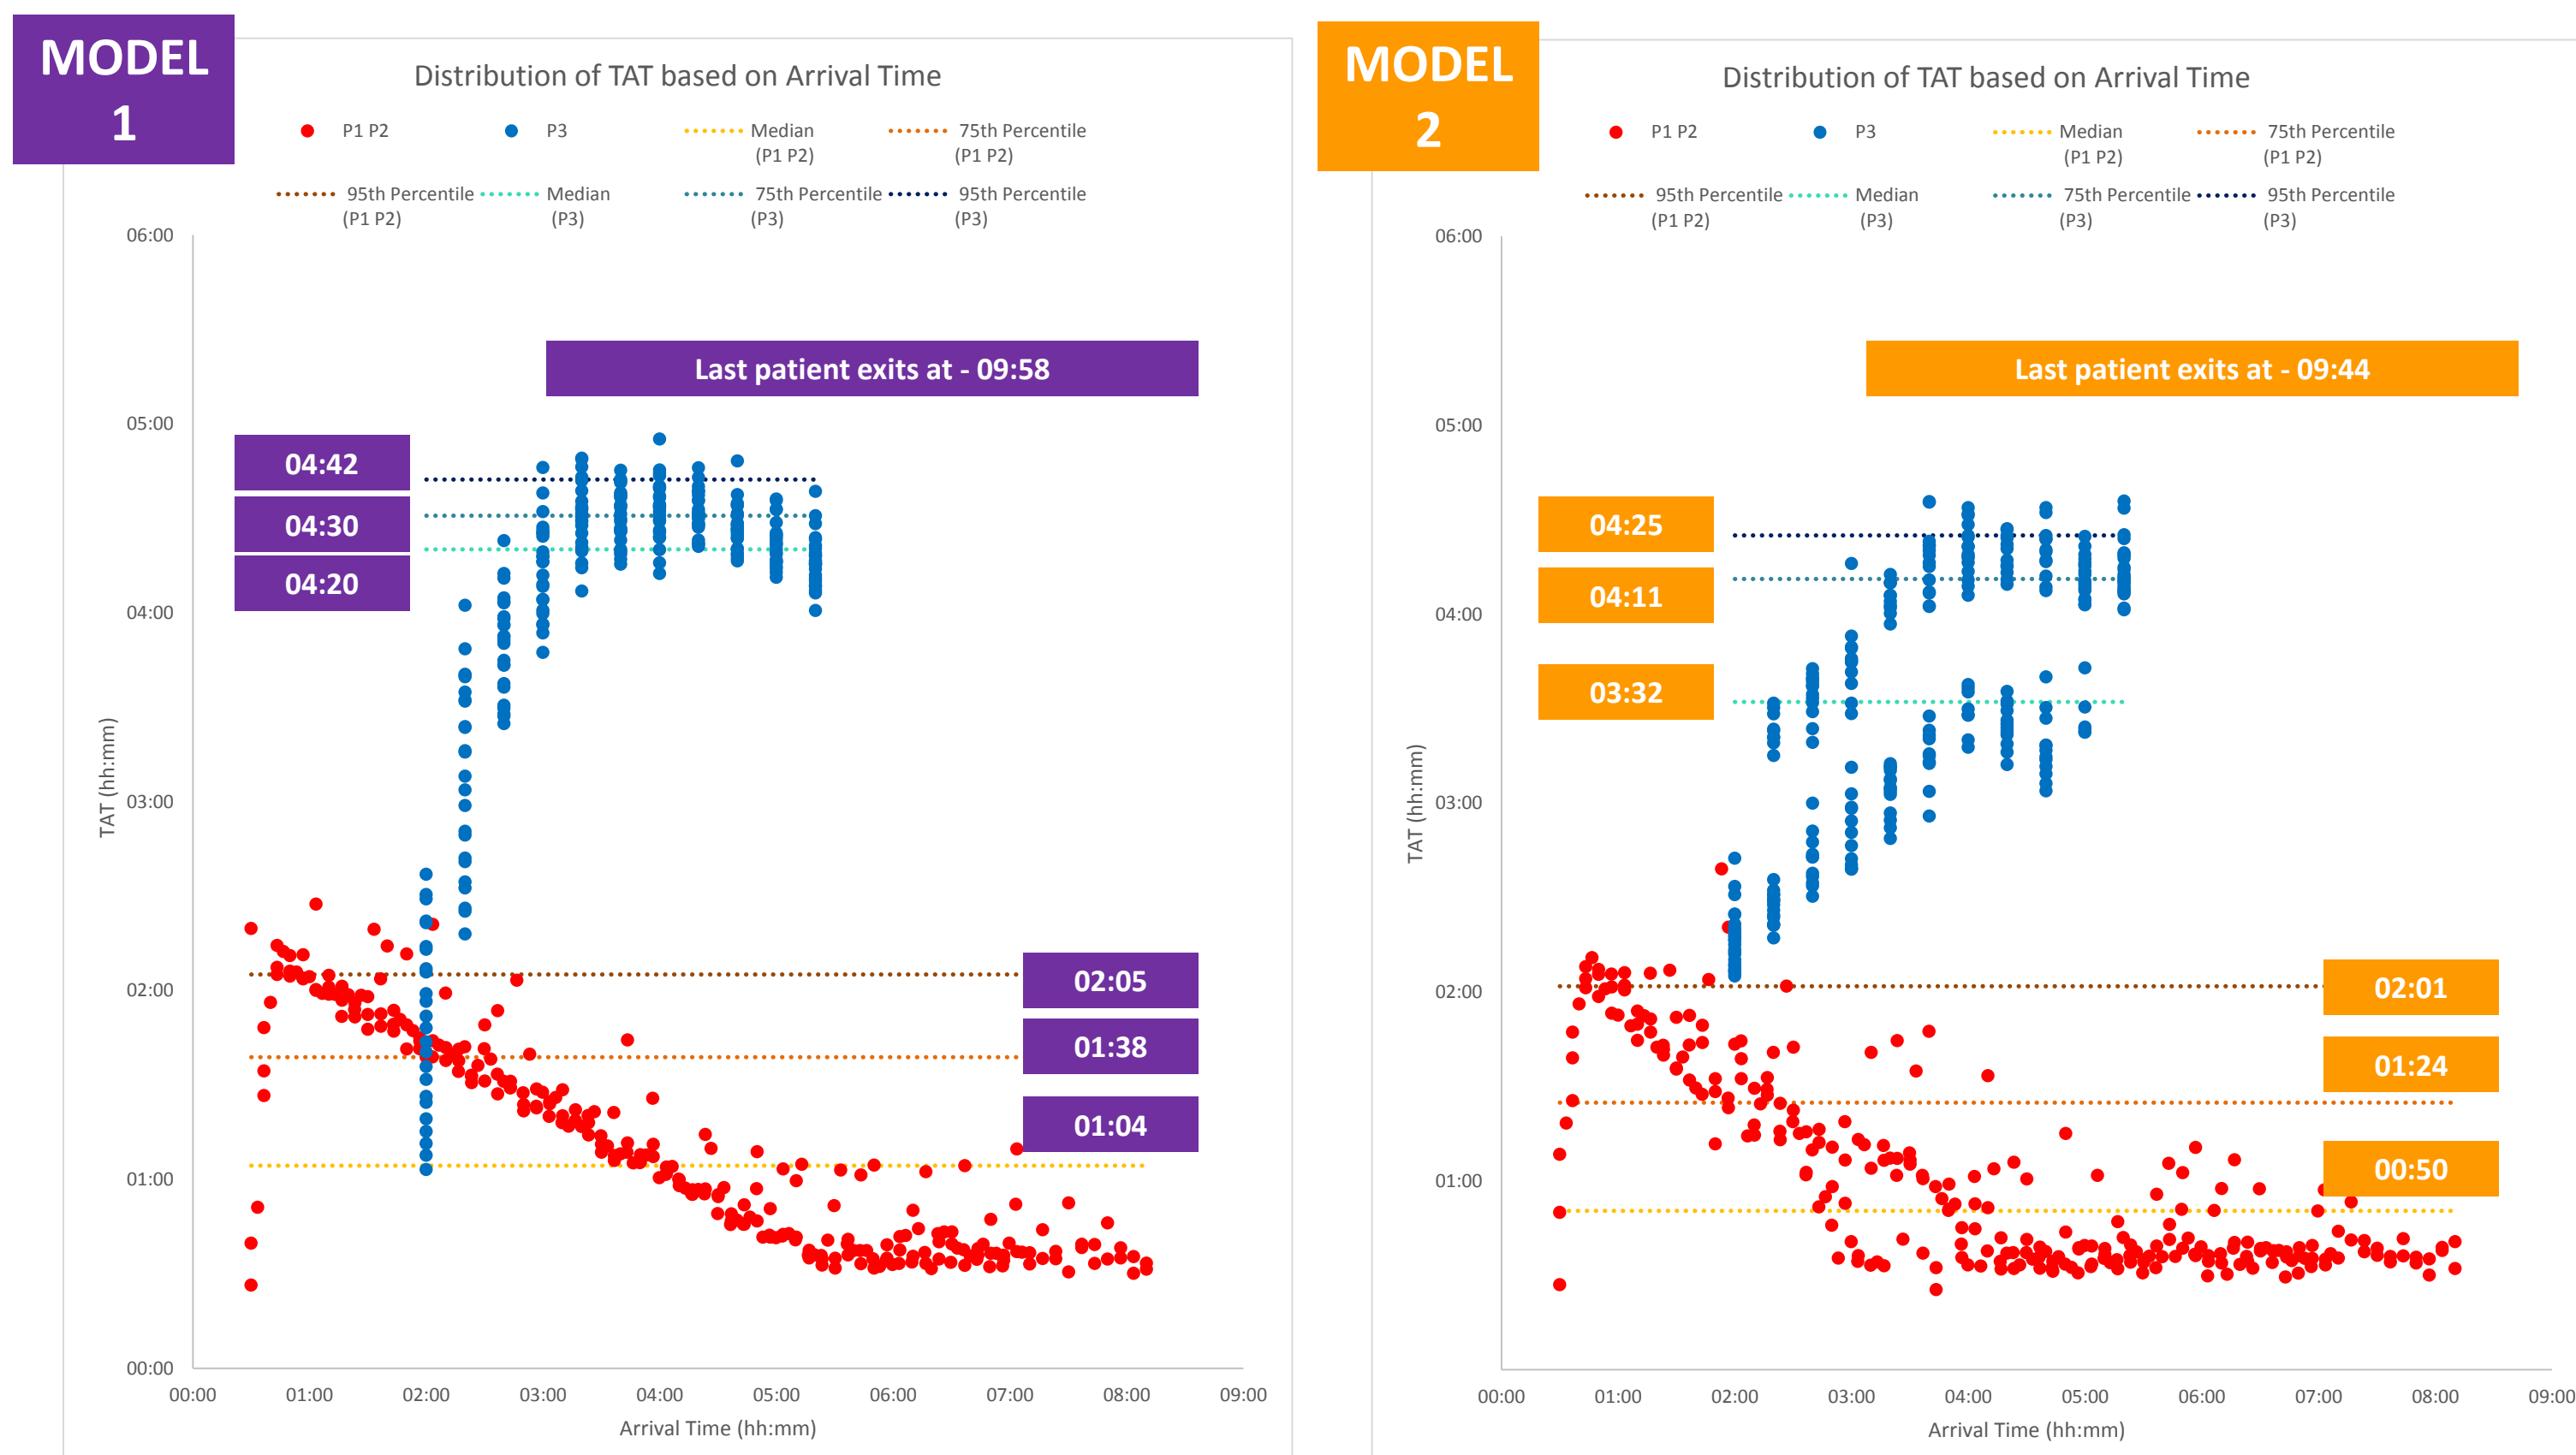 MODEL
1
Distribution of TAT based on Arrival Time
P1 P2
P3
Median
(P1 P2)
75th Percentile
(P1 P2)
95th Percentile
(P1 P2)
Median
(P3)
75th Percentile
(P3)
95th Percentile
(P3)
06:00
05:00
04:00
03:00
02:00
01:00
00:00
TAT (hh:mm)
Last patient exits at - 09:58
04:42
04:30
04:20
02:05
01:38
01:04
00:00
01:00
02:00
03:00
04:00
05:00
06:00
07:00
08:00
09:00
Arrival Time (hh:mm)
MODEL
2
Distribution of TAT based on Arrival Time
P1 P2
P3
Median
(P1 P2)
75th Percentile
(P1 P2)
95th Percentile
(P1 P2)
Median
(P3)
75th Percentile
(P3)
95th Percentile
(P3)
06:00
05:00
04:00
03:00
02:00
01:00
TAT (hh:mm)
Last patient exits at - 09:44
04:25
04:11
03:32
02:01
01:24
00:50
00:00
01:00
02:00
03:00
04:00
05:00
06:00
07:00
08:00
09:00
Arrival Time (hh:mm)